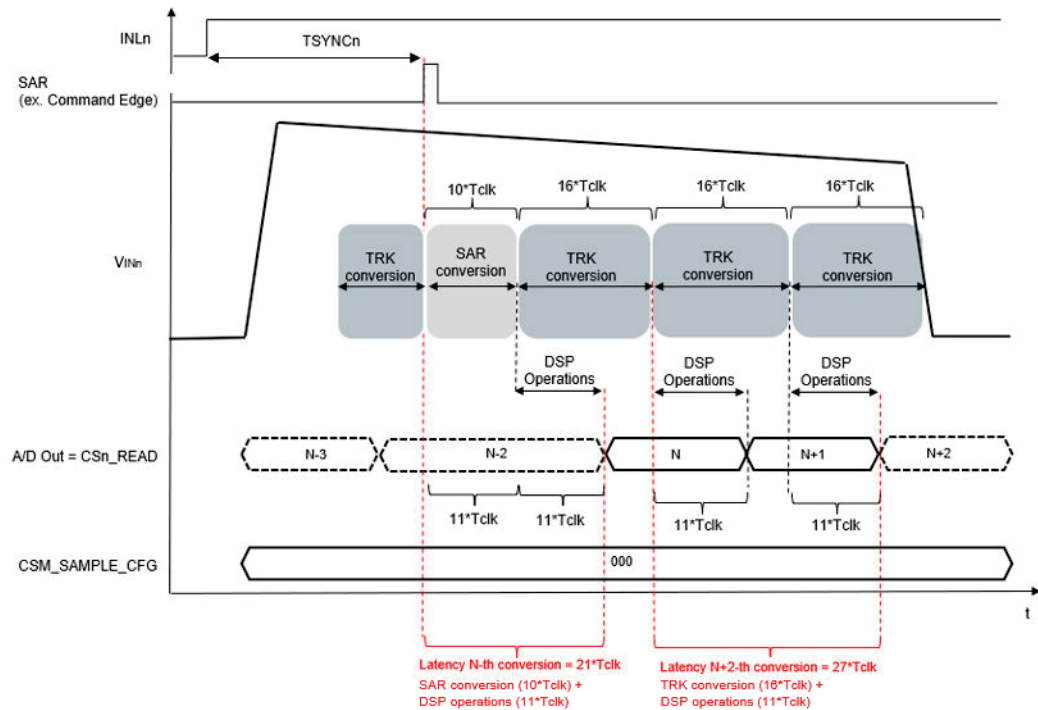 INLn
TSYNCn
SAR
(ex. Command Edge)
10*Tclk
16*Tclk
16*Tclk
16*Tclk
VINn
TRK
conversion
SAR
conversion
TRK
conversion
TRK
conversion
TRK
conversion
DSP
Operations
DSP
Operations
DSP
Operations
A/D Out = CSn_READ
N-3
N-2
N
N+1
N+2
11*Tclk
11*Tclk
11*Tclk
11*Tclk
CSM_SAMPLE_CFG
000
t
Latency N-th conversion = 21*Tclk
SAR conversion (10*Tclk) +
DSP operations (11*Tclk)
Latency N+2-th conversion = 27*Tclk
TRK conversion (16*Tclk) +
DSP operations (11*Tclk)